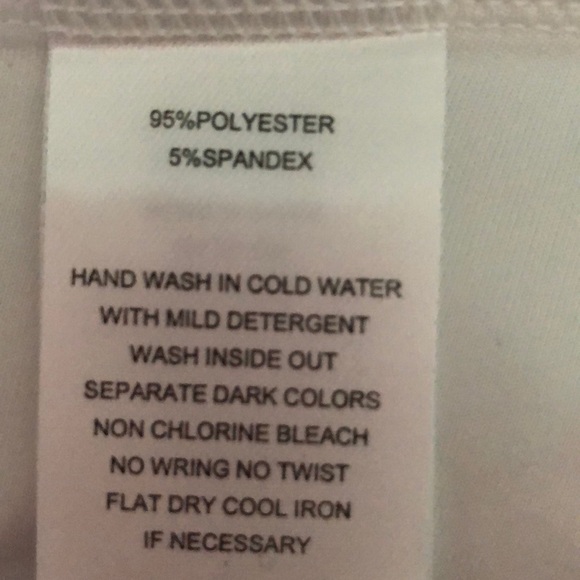 95%POLYESTER
5%SPANDEX
HAND WASH IN COLD WATER
WITH MILD DETERGENT
WASH INSIDE OUT
SEPARATE DARK COLORS
NON CHLORINE BLEACH
NO WRING NO TWIST
FLAT DRY COOL IRON
IF NECESSARY